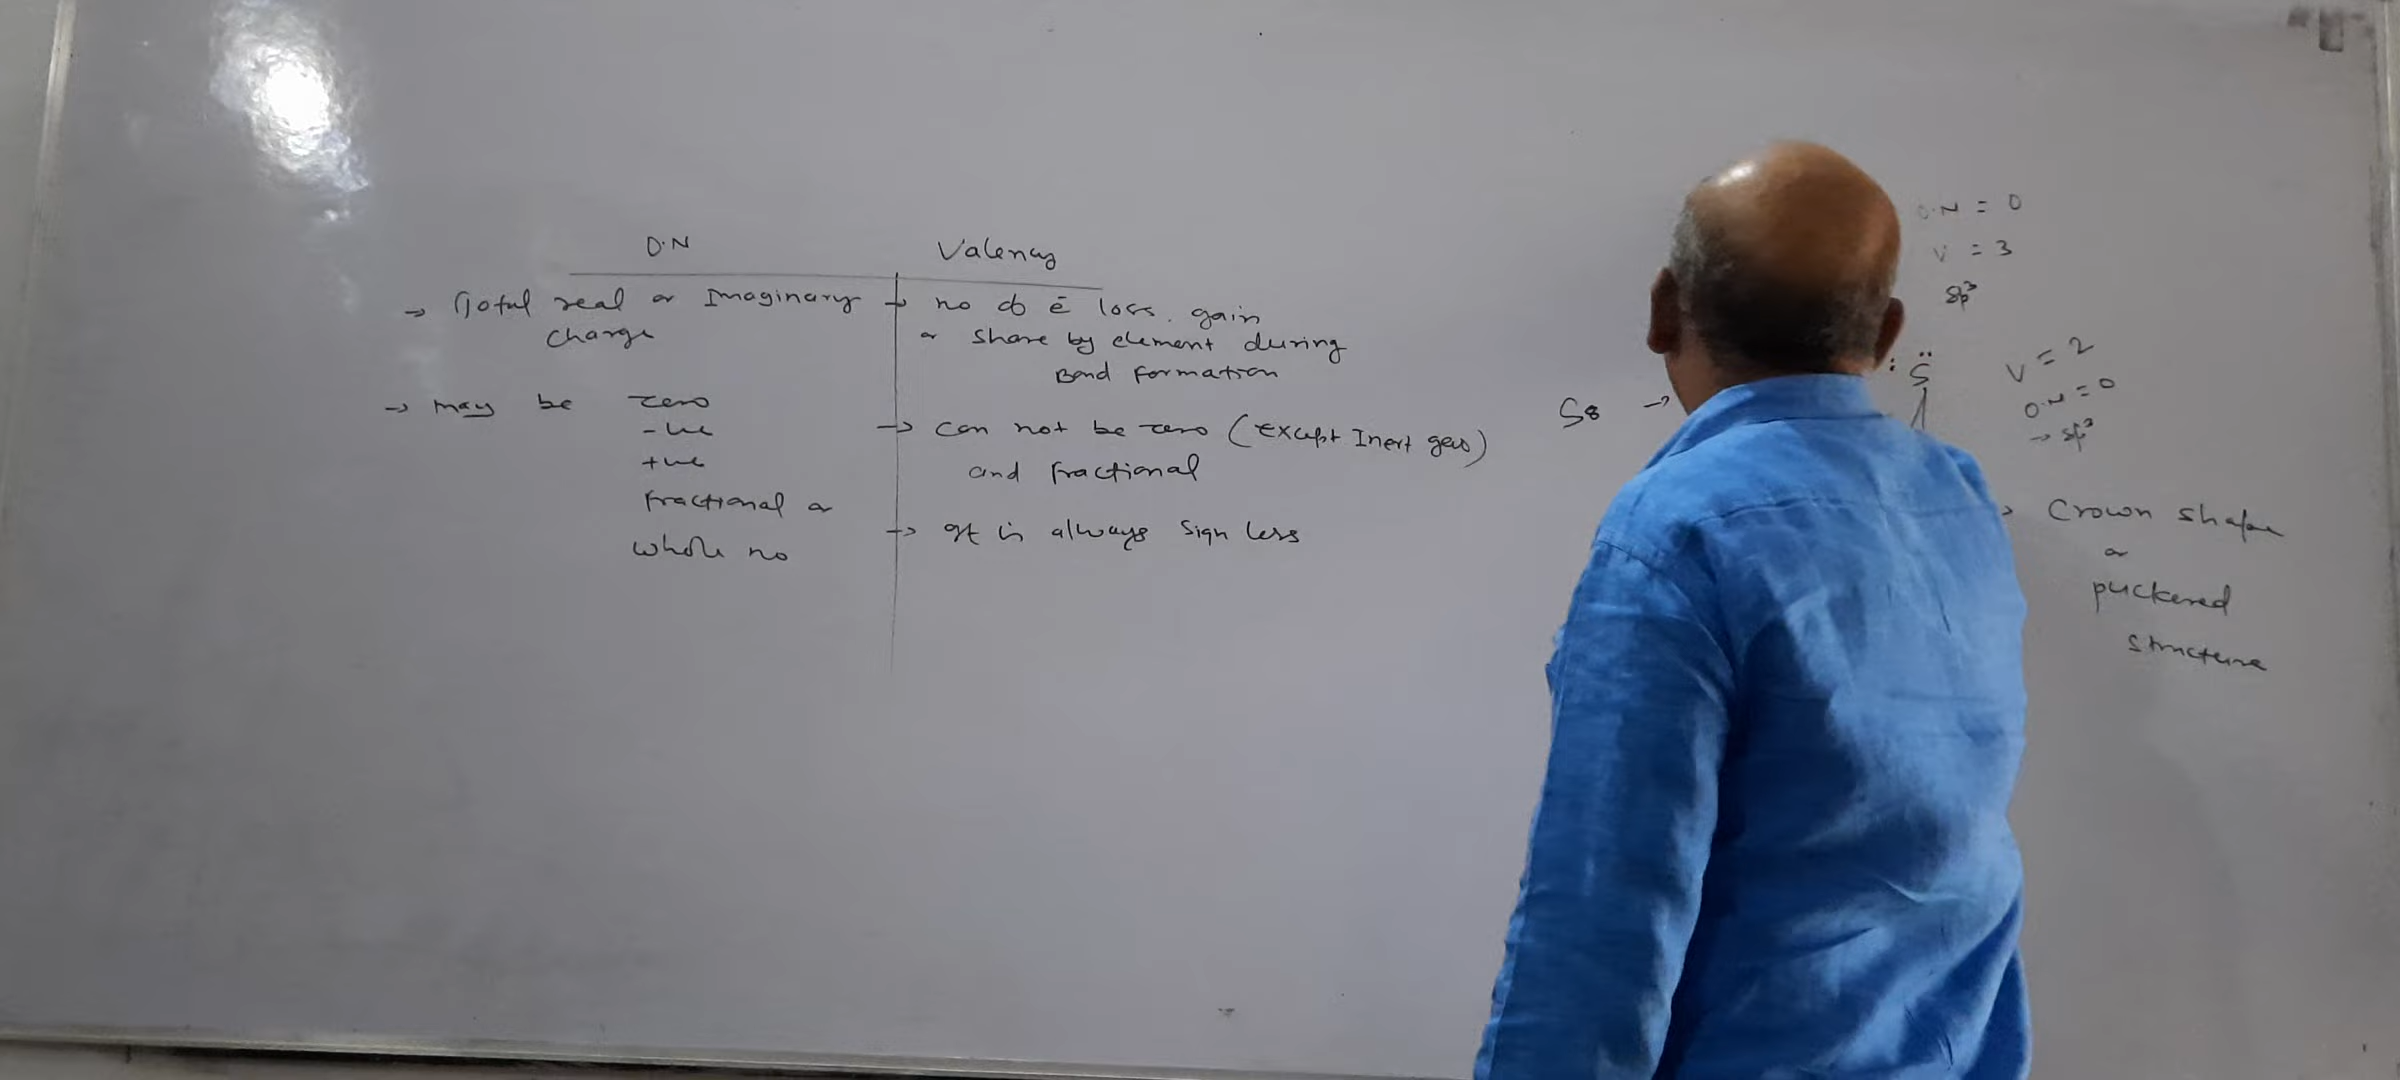 O.N
Valency
→ Total real or Imaginary
charge
→ no of ē loss, gain
or share by element during
Bond formation
→ may be zero
-ve
+ve
fractional or
whole no
→ can not be zero (except Inert gas)
and fractional
→ It is always sign less
O.N = 0
V = 3
sp³
S8 →
:S̈
V = 2
O.N = 0
→ sp³
→ Crown shape
or
puckered
structure